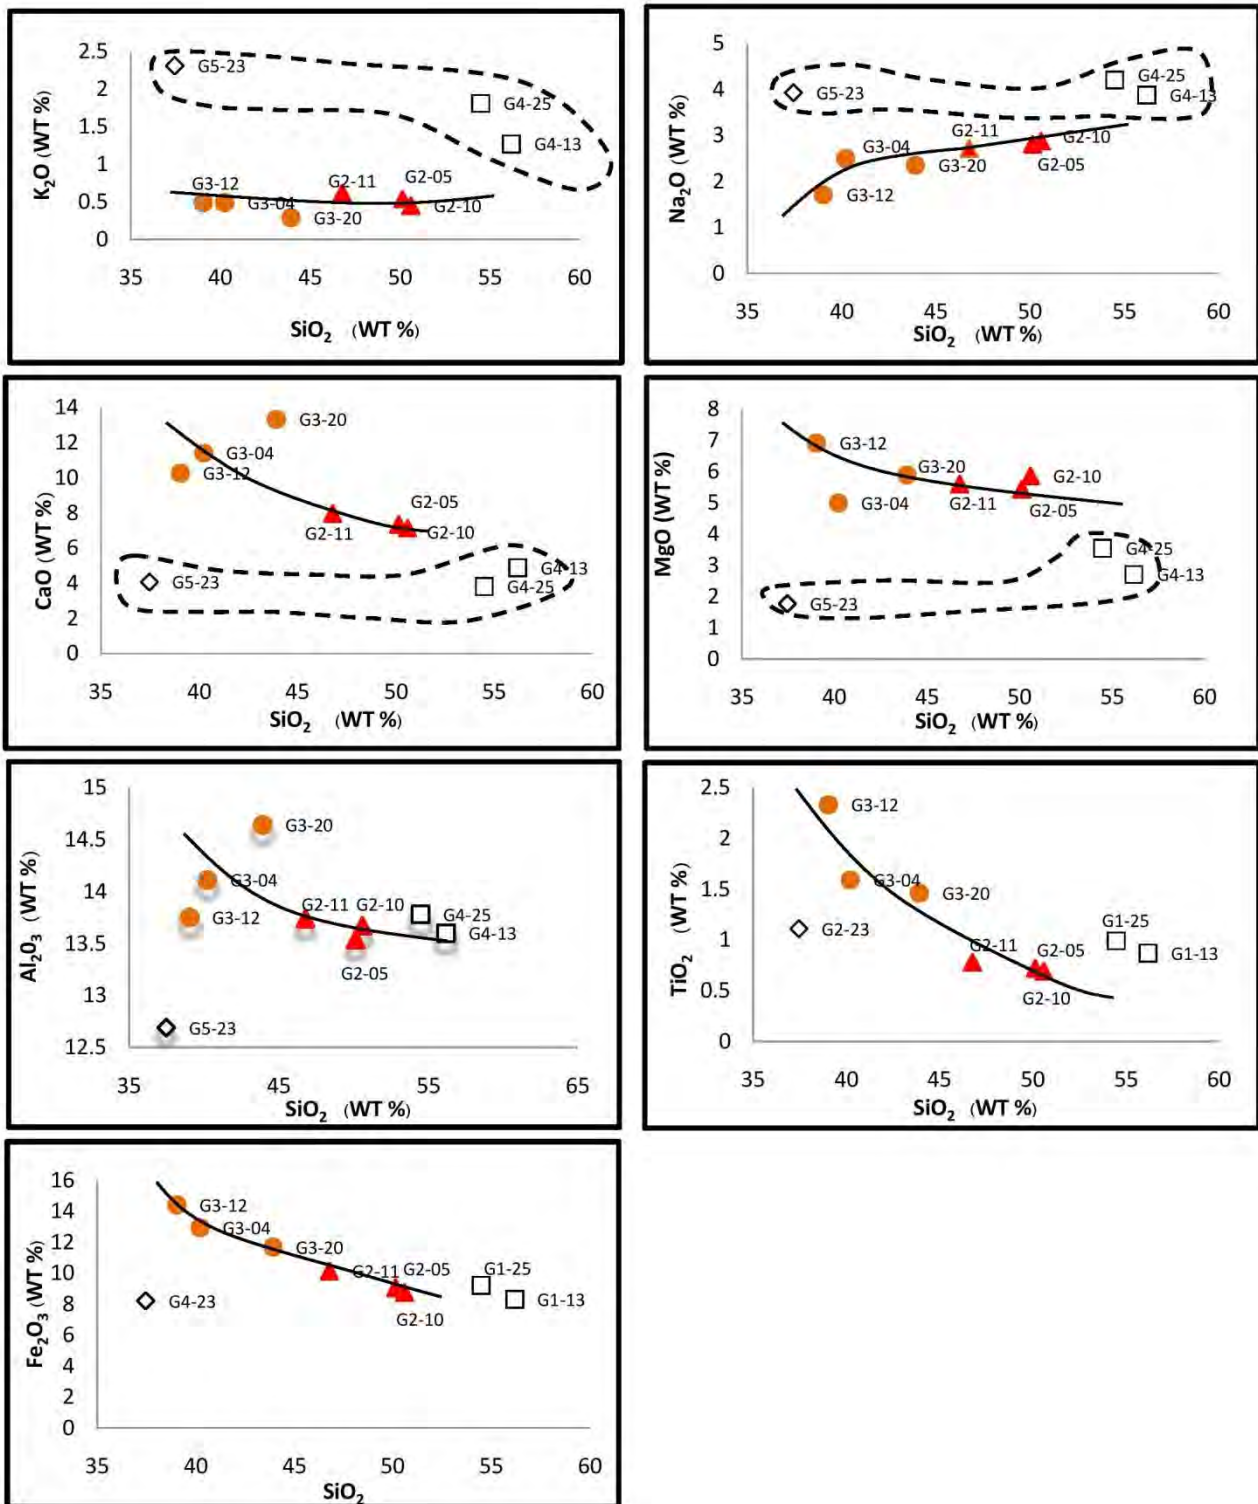 K₂O (WT %)
2.5
2
1.5
1
0.5
0
G5-23
G4-25
G4-13
G3-12
G3-04
G3-20
G2-11
G2-05
G2-10
35 40 45 50 55 60
SiO₂ (WT %)
Na₂O (WT %)
5
4
3
2
1
0
G5-23
G4-25
G4-13
G2-11
G2-10
G3-04
G3-20
G2-05
G3-12
35 40 45 50 55 60
SiO₂ (WT %)
CaO (WT %)
14
12
10
8
6
4
2
0
G3-20
G3-04
G3-12
G2-05
G2-11
G2-10
G4-13
G5-23
G4-25
35 40 45 50 55 60
SiO₂ (WT %)
MgO (WT %)
8
7
6
5
4
3
2
1
0
G3-12
G3-20
G2-10
G3-04
G2-11
G2-05
G4-25
G4-13
G5-23
35 40 45 50 55 60
SiO₂ (WT %)
Al₂O₃ (WT %)
15
14.5
14
13.5
13
12.5
G3-20
G3-04
G3-12
G2-11
G2-10
G4-25
G4-13
G2-05
G5-23
35 45 55 65
SiO₂ (WT %)
TiO₂ (WT %)
2.5
2
1.5
1
0.5
0
G3-12
G3-04
G3-20
G2-23
G2-11
G2-05
G1-25
G1-13
G2-10
35 40 45 50 55 60
SiO₂ (WT %)
Fe₂O₃ (WT %)
16
14
12
10
8
6
4
2
0
G3-12
G3-04
G3-20
G2-11
G2-05
G1-25
G4-23
G1-13
G2-10
35 40 45 50 55 60
SiO₂